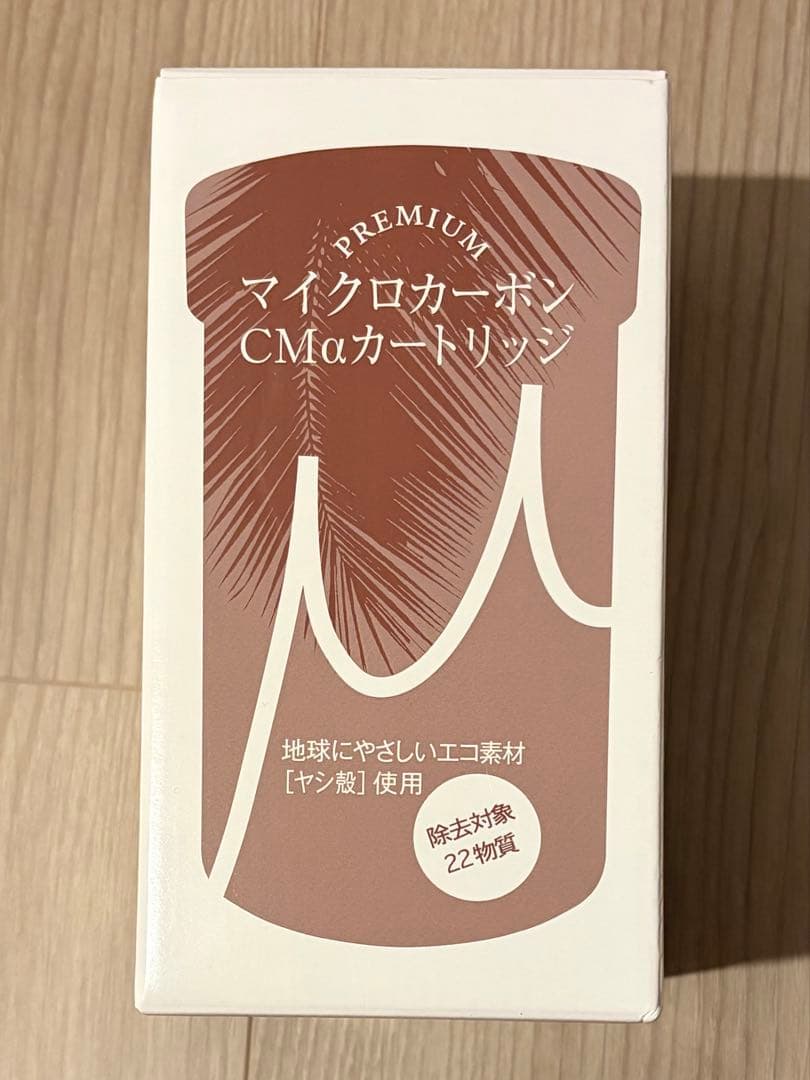 PREMIUM
マイクロカーボン
CMαカートリッジ
μ
地球にやさしいエコ素材
［ヤシ殻］使用
除去対象
22物質